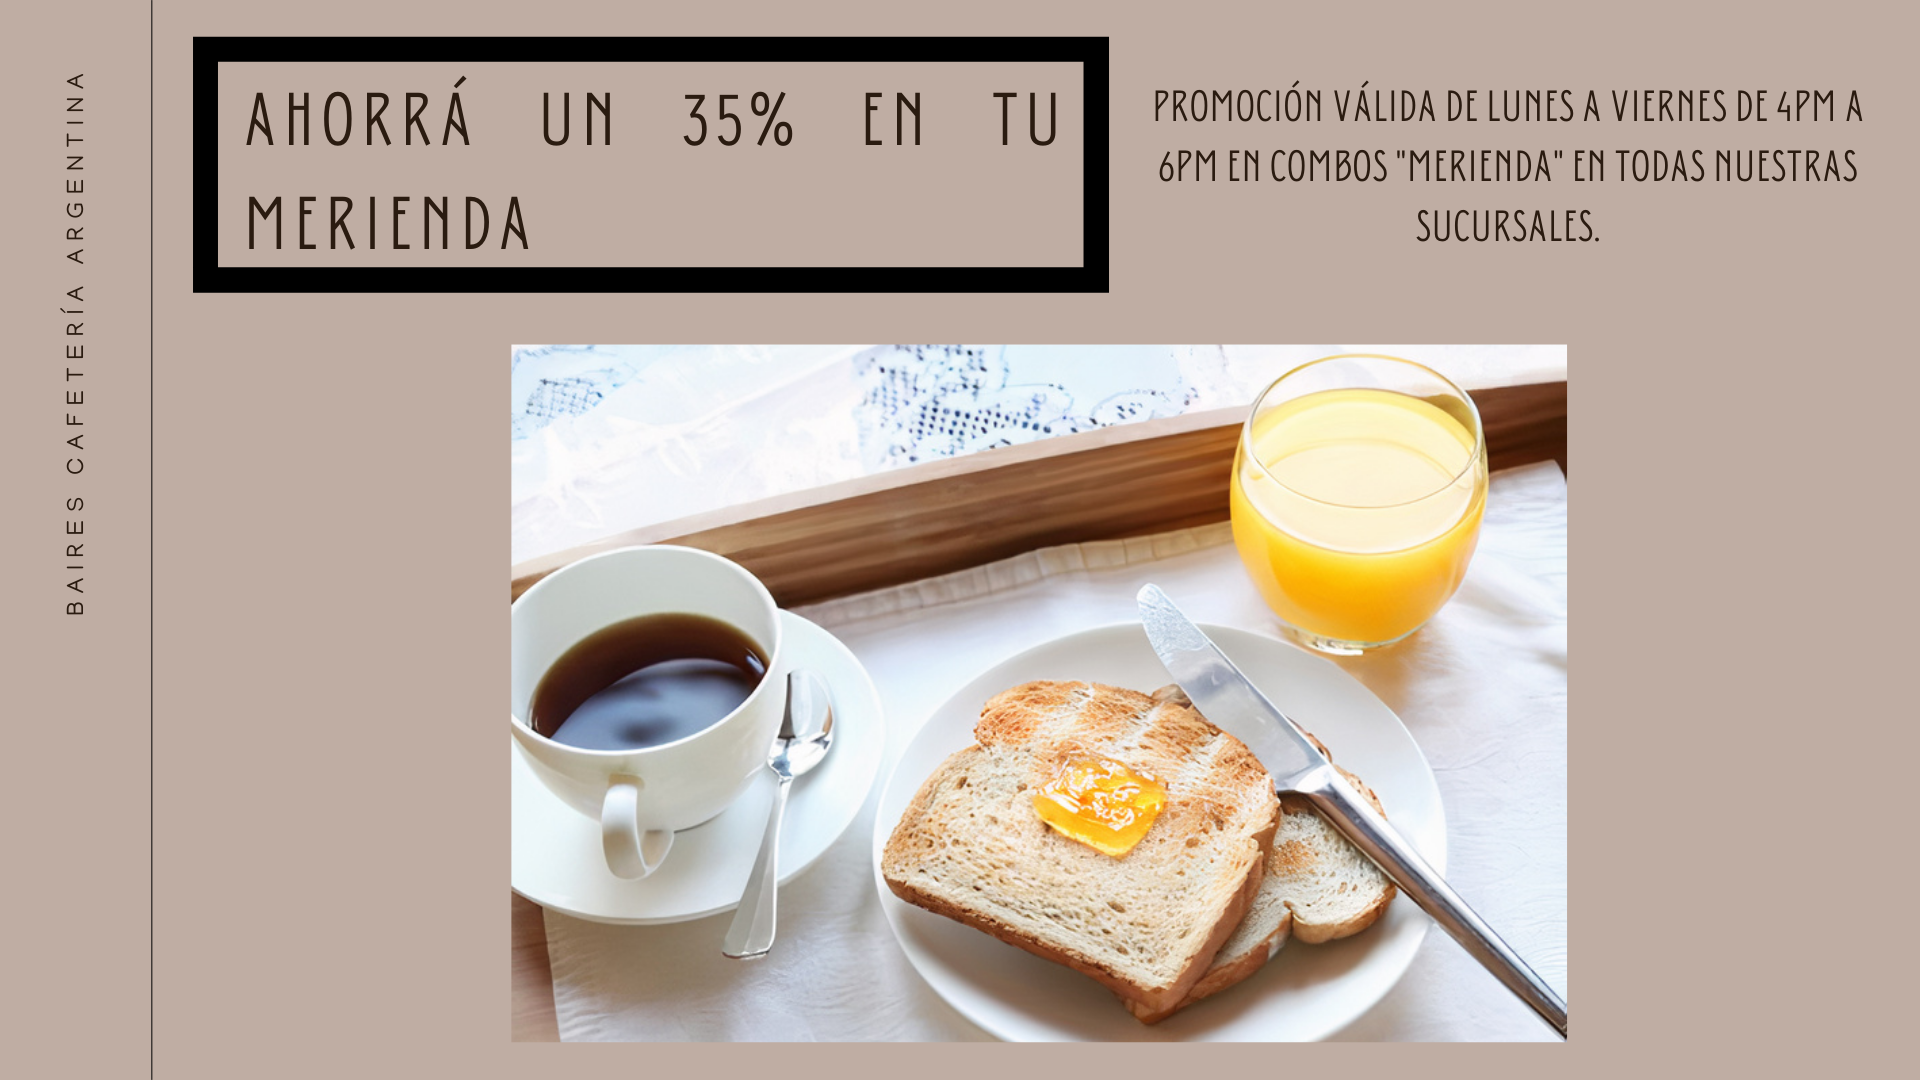 BAIRES CAFETERÍA ARGENTINA
AHORRÁ UN 35% EN TU
MERIENDA
PROMOCIÓN VÁLIDA DE LUNES A VIERNES DE 4PM A
6PM EN COMBOS "MERIENDA" EN TODAS NUESTRAS
SUCURSALES.